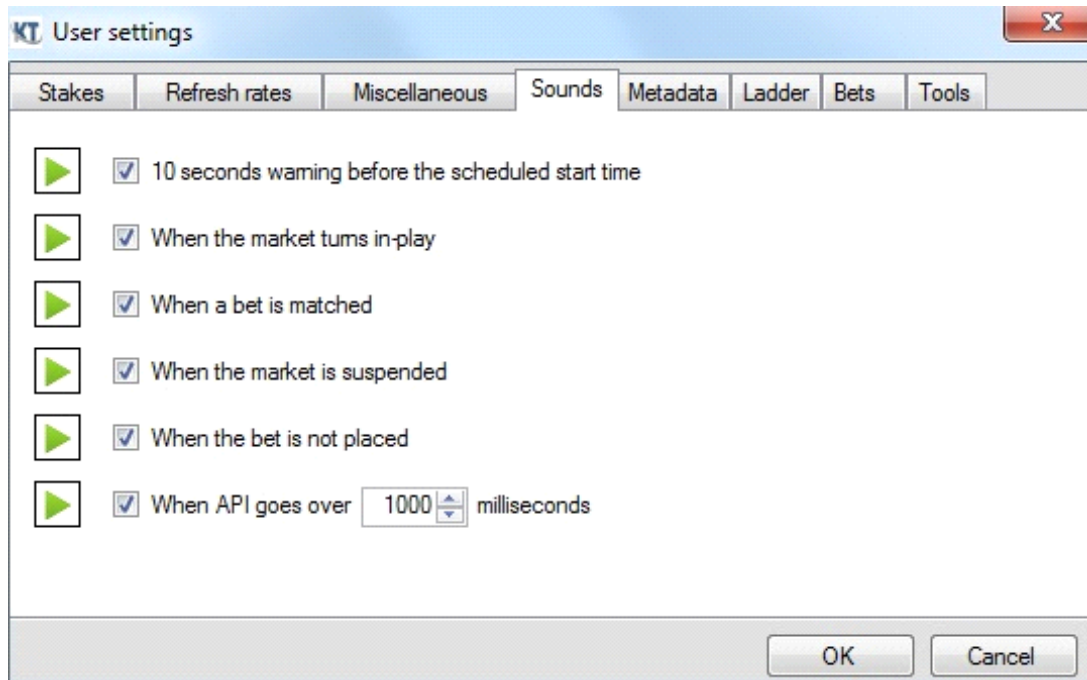 KT User settings
Stakes Refresh rates Miscellaneous Sounds Metadata Ladder Bets Tools
10 seconds warning before the scheduled start time
When the market turns in-play
When a bet is matched
When the market is suspended
When the bet is not placed
When API goes over 1000 milliseconds
OK Cancel